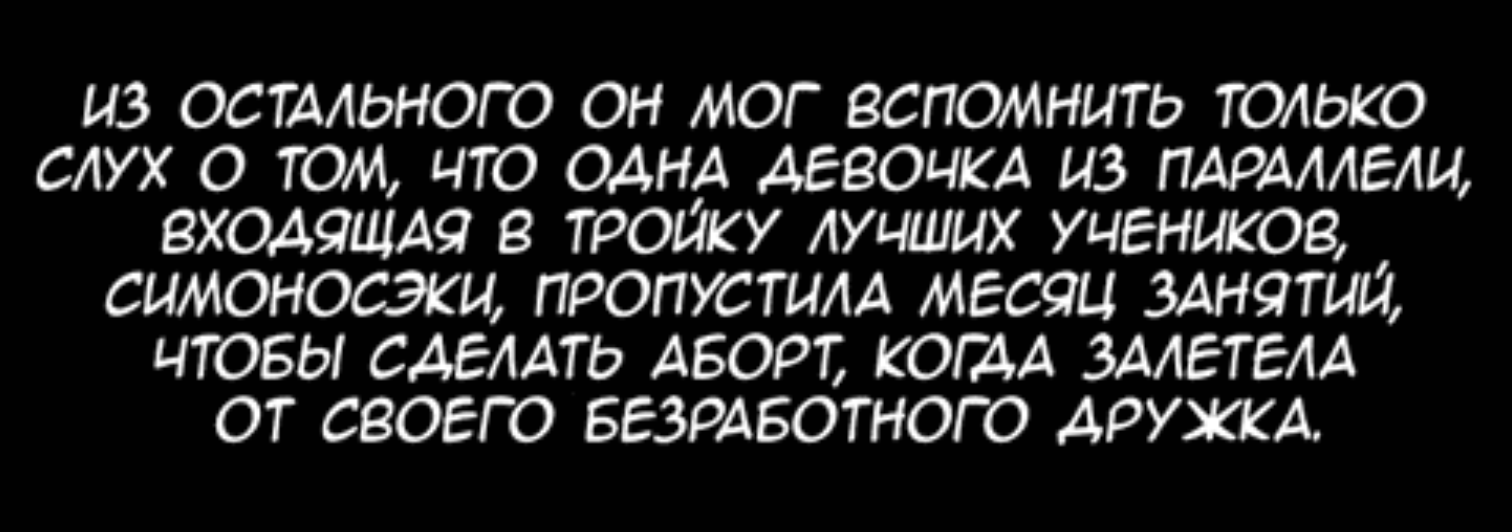 ИЗ ОСТАЛЬНОГО ОН МОГ ВСПОМНИТЬ ТОЛЬКО
СЛУХ О ТОМ, ЧТО ОДНА ДЕВОЧКА ИЗ ПАРАЛЛЕЛИ,
ВХОДЯЩАЯ В ТРОЙКУ ЛУЧШИХ УЧЕНИКОВ,
СИМОНОСЭКИ, ПРОПУСТИЛА МЕСЯЦ ЗАНЯТИЙ,
ЧТОБЫ СДЕЛАТЬ АБОРТ, КОГДА ЗАЛЕТЕЛА
ОТ СВОЕГО БЕЗРАБОТНОГО ДРУЖКА.